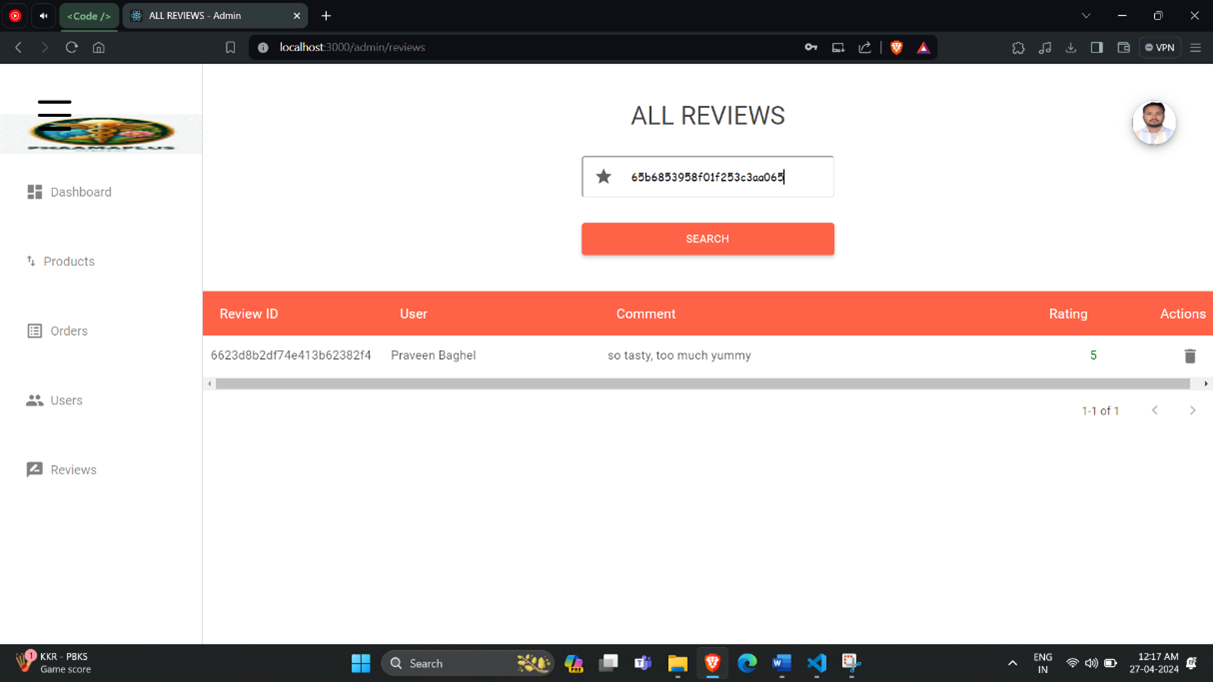 <Code />
ALL REVIEWS - Admin
localhost:3000/admin/reviews
VPN
ALL REVIEWS
65b6853958f01f253c3aa065
SEARCH
Dashboard
Products
Orders
Users
Reviews
Review ID User Comment Rating Actions
6623d8b2df74e413b62382f4 Praveen Baghel so tasty, too much yummy 5
1-1 of 1
1
KKR - PBKS
Game score
Search
ENG
IN
12:17 AM
27-04-2024